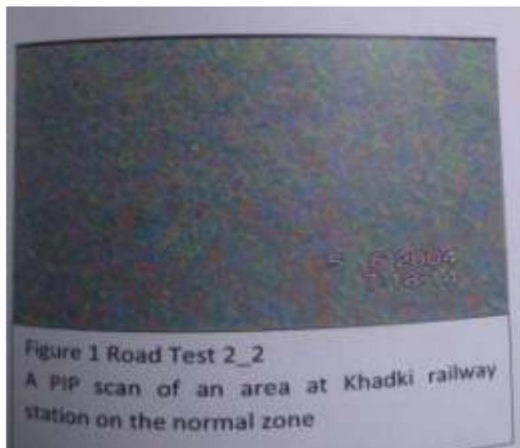 Figure 1 Road Test 2_2
A PIP scan of an area at Khadki railway
station on the normal zone